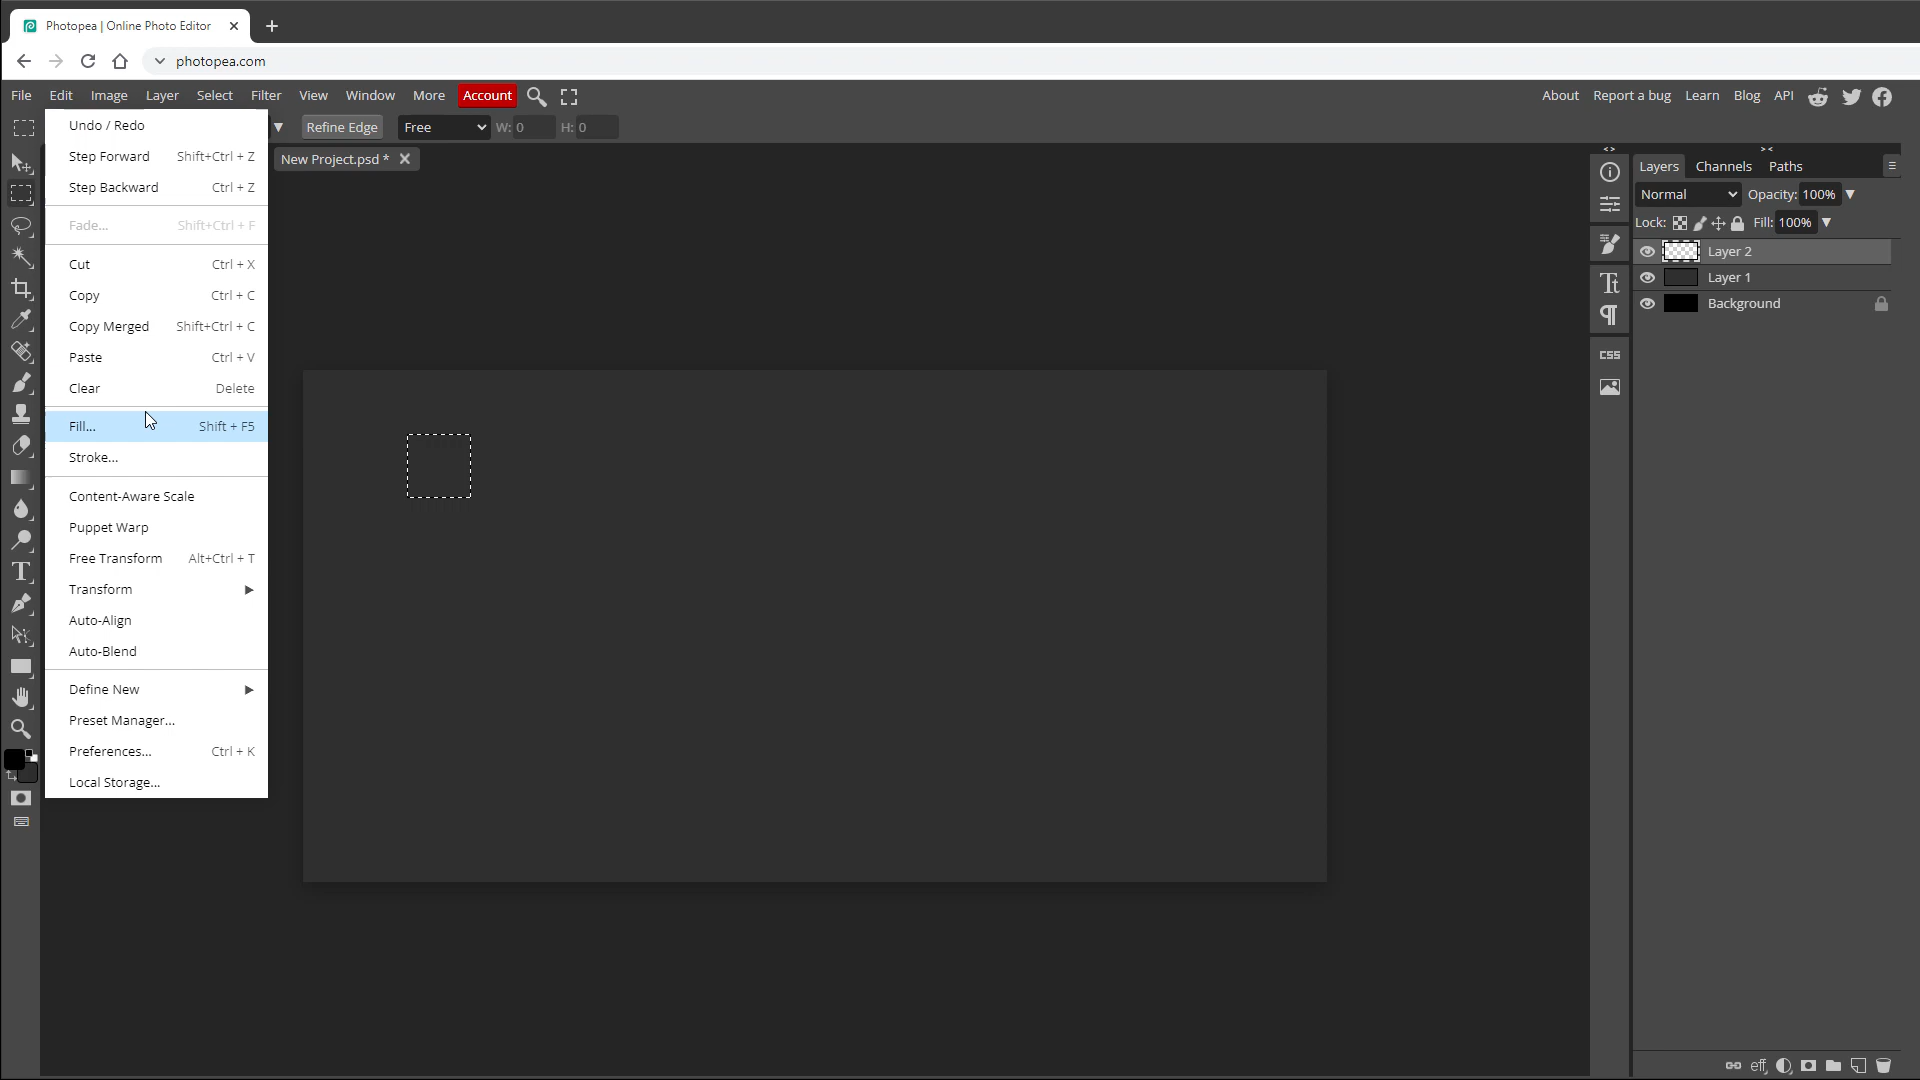 Photopea | Online Photo Editor
photopea.com
File Edit Image Layer Select Filter View Window More Account About Report a bug Learn Blog API
Refine Edge Free W: 0 H: 0
New Project.psd *
Undo / Redo
Step Forward Shift+Ctrl + Z
Step Backward Ctrl + Z
Fade... Shift+Ctrl + F
Cut Ctrl + X
Copy Ctrl + C
Copy Merged Shift+Ctrl + C
Paste Ctrl + V
Clear Delete
Fill... Shift + F5
Stroke...
Content-Aware Scale
Puppet Warp
Free Transform Alt+Ctrl + T
Transform
Auto-Align
Auto-Blend
Define New
Preset Manager...
Preferences... Ctrl + K
Local Storage...
CSS
Layers Channels Paths
Normal Opacity: 100%
Lock: Fill: 100%
Layer 2
Layer 1
Background
eff